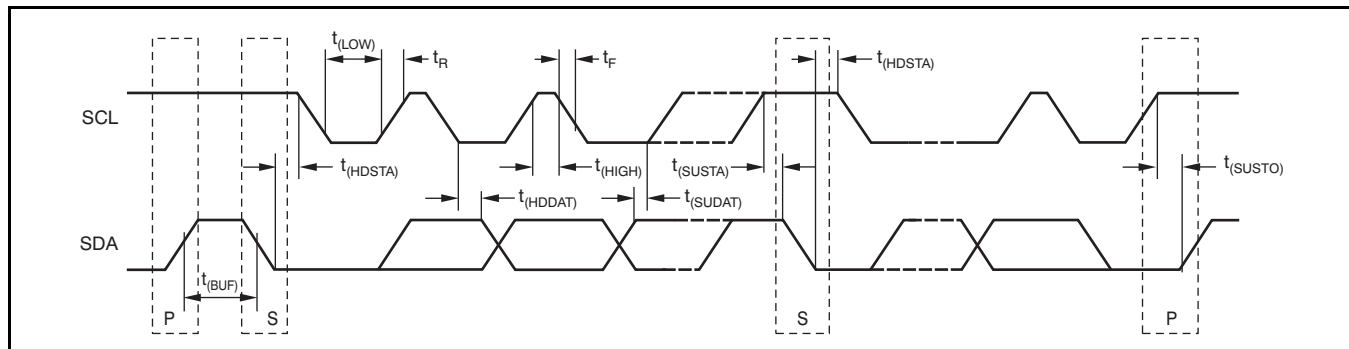 t(LOW)
tR
tF
t(HDSTA)
SCL
t(HDSTA)
t(HIGH)
t(SUSTA)
t(SUSTO)
t(HDDAT)
t(SUDAT)
SDA
t(BUF)
P
S
S
P